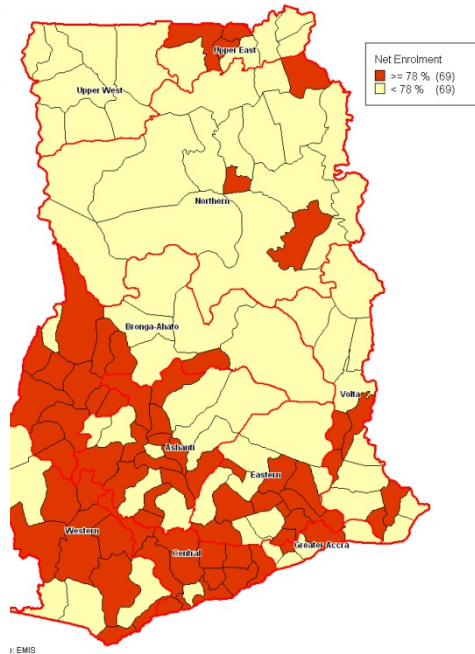 Upper East
Net Enrolment
>= 78 % (69)
< 78 % (69)
Upper West
Northern
Bronga-Ahafo
Volta
Ashanti
Eastern
Western
Central
Greater Accra
: EMIS